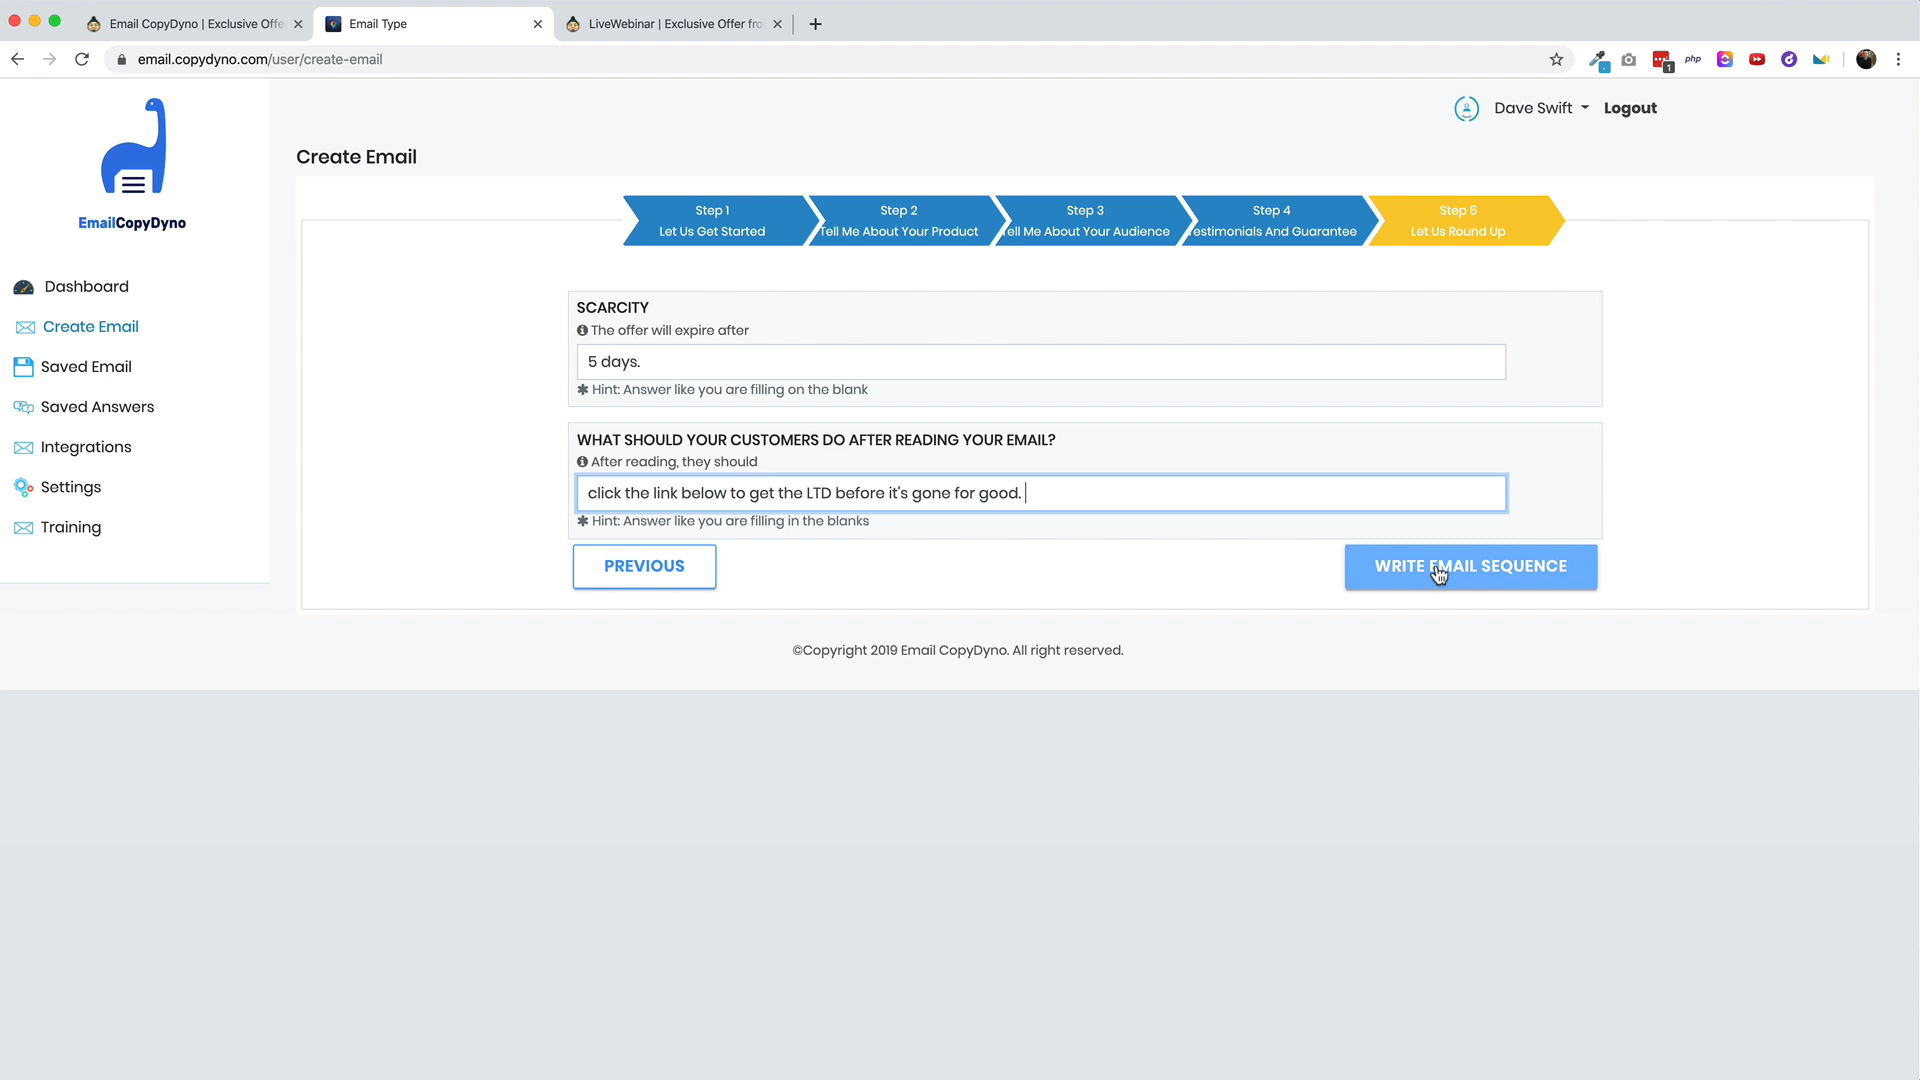 Email CopyDyno | Exclusive Offe
Email Type
LiveWebinar | Exclusive Offer fro
email.copydyno.com/user/create-email
php
1
Dave Swift
Logout
EmailCopyDyno
Create Email
Step 1
Let Us Get Started
Step 2
Tell Me About Your Product
Step 3
ell Me About Your Audience
Step 4
estimonials And Guarantee
Step 5
Let Us Round Up
Dashboard
Create Email
Saved Email
Saved Answers
Integrations
Settings
Training
SCARCITY
The offer will expire after
5 days.
✱ Hint: Answer like you are filling on the blank
WHAT SHOULD YOUR CUSTOMERS DO AFTER READING YOUR EMAIL?
After reading, they should
click the link below to get the LTD before it's gone for good.
✱ Hint: Answer like you are filling in the blanks
PREVIOUS
WRITE EMAIL SEQUENCE
©Copyright 2019 Email CopyDyno. All right reserved.